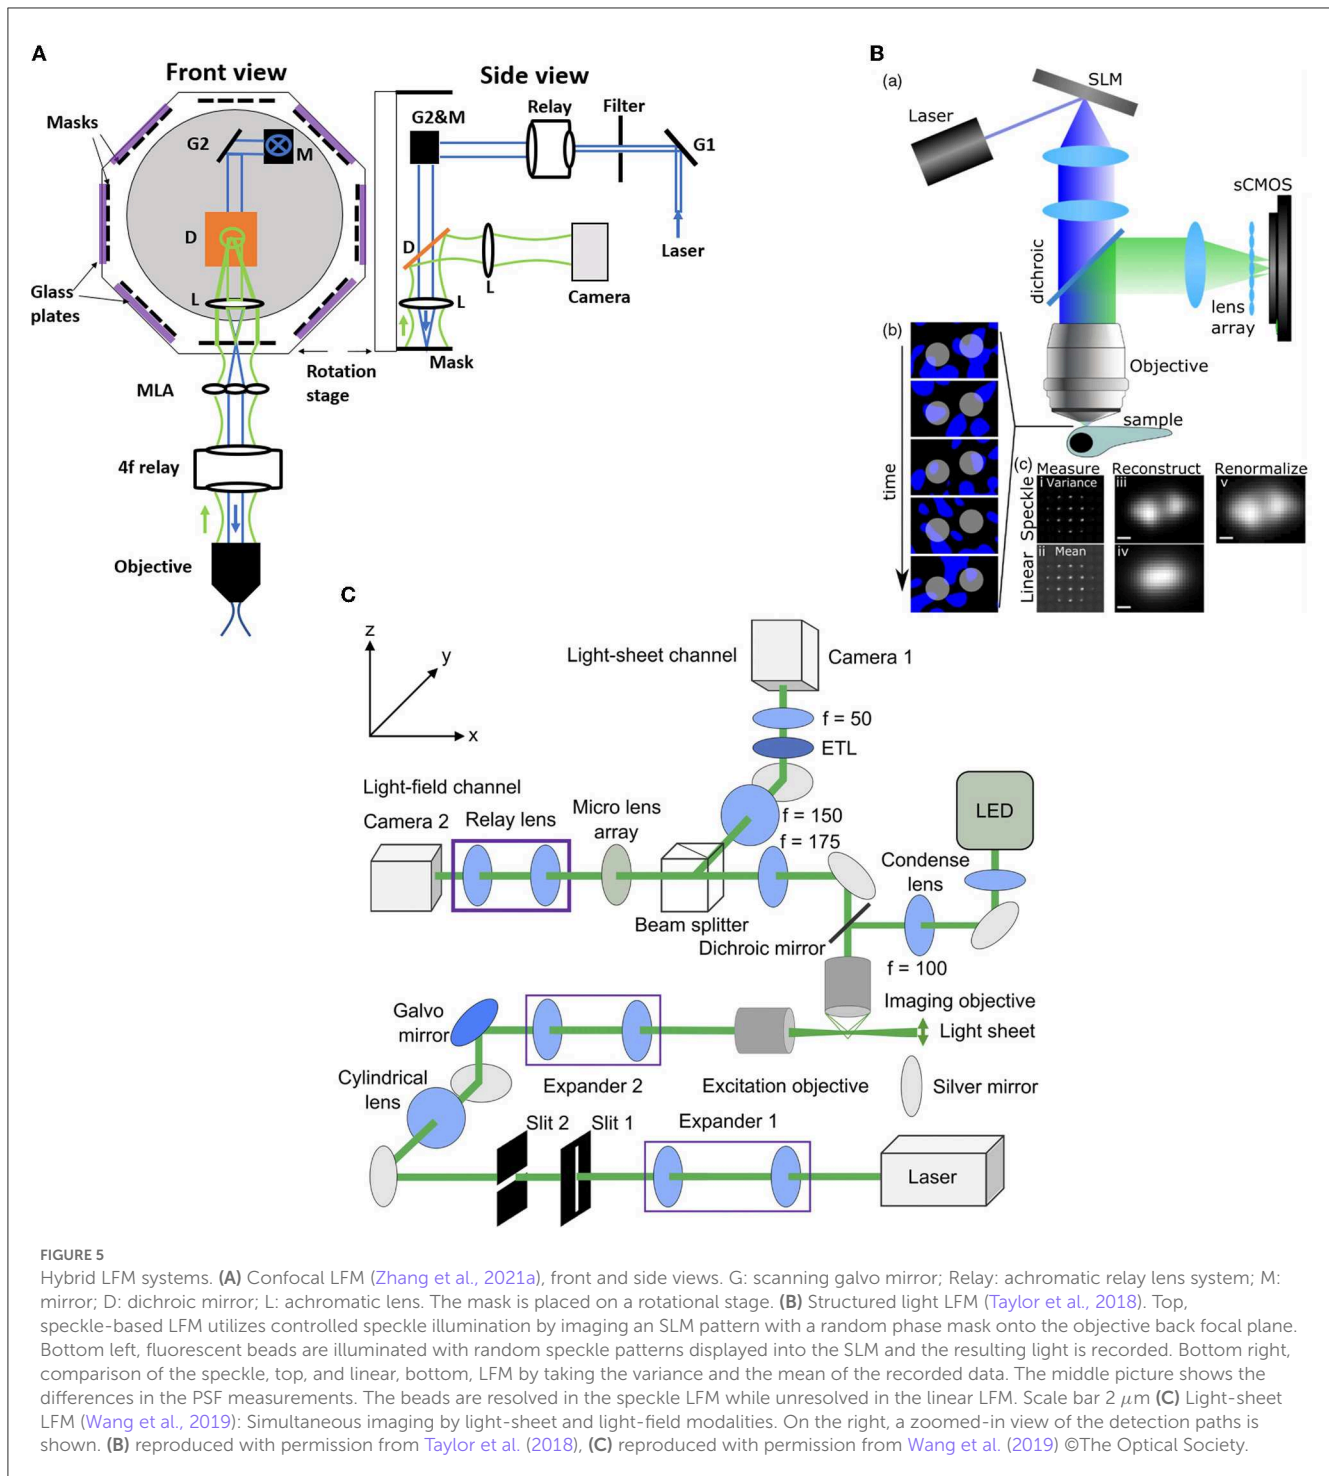 A
Front view
Side view
Masks
G2
M
D
L
Glass
plates
Rotation
stage
MLA
4f relay
Objective
G2&M
Relay
Filter
G1
D
L
L
Laser
Camera
Mask
B
(a)
SLM
Laser
sCMOS
dichroic
lens
array
Objective
sample
(b)
time
(c)
Measure
Reconstruct
Renormalize
Speckle
Linear
i Variance
iii
v
ii Mean
iv
C
z
y
x
Light-sheet channel
Camera 1
f = 50
ETL
f = 150
f = 175
Light-field channel
Camera 2
Relay lens
Micro lens
array
Beam splitter
Dichroic mirror
LED
Condense
lens
f = 100
Imaging objective
Light sheet
Galvo
mirror
Expander 2
Excitation objective
Silver mirror
Cylindrical
lens
Slit 2
Slit 1
Expander 1
Laser
FIGURE 5
Hybrid LFM systems. (A) Confocal LFM (Zhang et al., 2021a), front and side views. G: scanning galvo mirror; Relay: achromatic relay lens system; M:
mirror; D: dichroic mirror; L: achromatic lens. The mask is placed on a rotational stage. (B) Structured light LFM (Taylor et al., 2018). Top,
speckle-based LFM utilizes controlled speckle illumination by imaging an SLM pattern with a random phase mask onto the objective back focal plane.
Bottom left, fluorescent beads are illuminated with random speckle patterns displayed into the SLM and the resulting light is recorded. Bottom right,
comparison of the speckle, top, and linear, bottom, LFM by taking the variance and the mean of the recorded data. The middle picture shows the
differences in the PSF measurements. The beads are resolved in the speckle LFM while unresolved in the linear LFM. Scale bar 2 μm (C) Light-sheet
LFM (Wang et al., 2019): Simultaneous imaging by light-sheet and light-field modalities. On the right, a zoomed-in view of the detection paths is
shown. (B) reproduced with permission from Taylor et al. (2018), (C) reproduced with permission from Wang et al. (2019) ©The Optical Society.